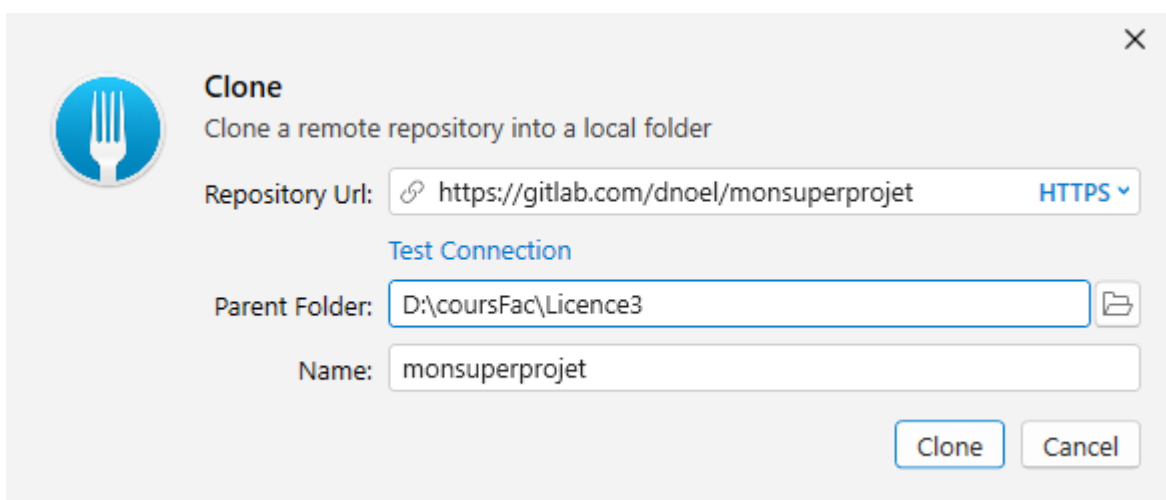 Clone
Clone a remote repository into a local folder
Repository Url: https://gitlab.com/dnoel/monsuperprojet HTTPS
Test Connection
Parent Folder: D:\coursFac\Licence3
Name: monsuperprojet
Clone Cancel